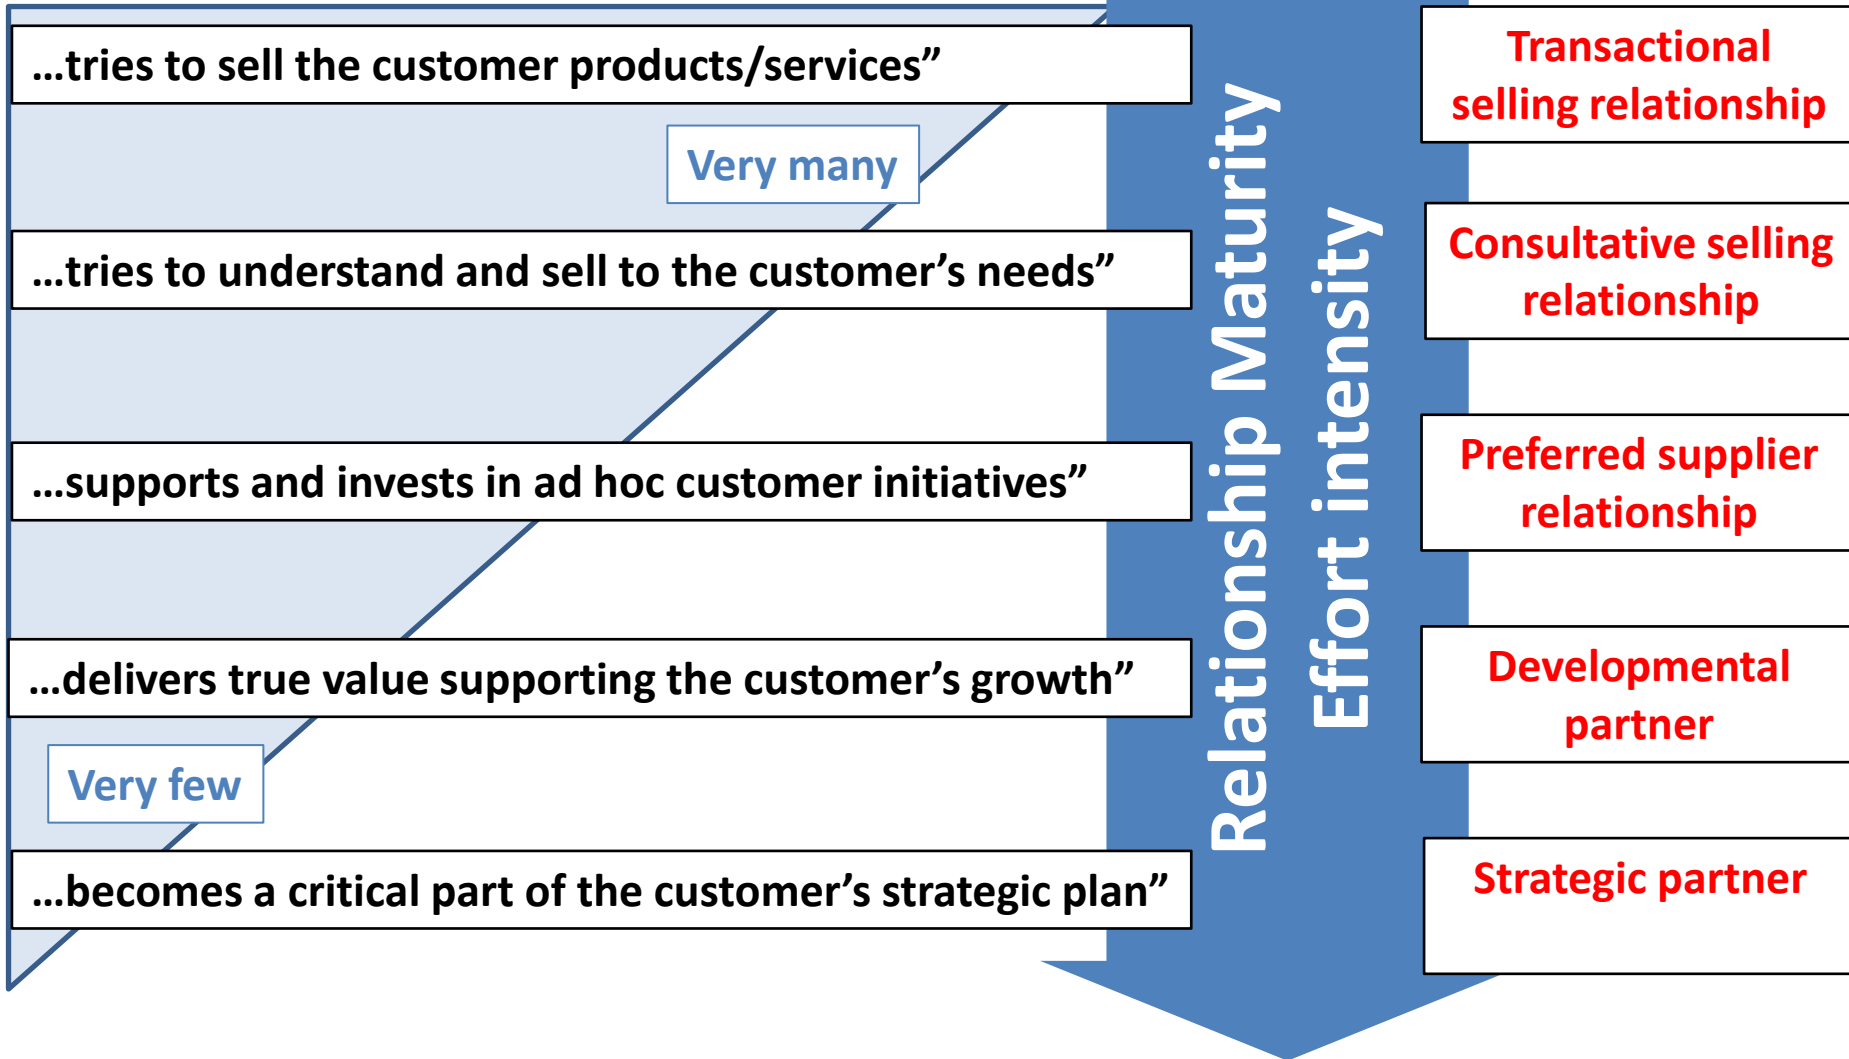 …tries to sell the customer products/services”
Very many
…tries to understand and sell to the customer’s needs”
…supports and invests in ad hoc customer initiatives”
…delivers true value supporting the customer’s growth”
Very few
…becomes a critical part of the customer’s strategic plan”
Relationship Maturity
Effort intensity
Transactional
selling relationship
Consultative selling
relationship
Preferred supplier
relationship
Developmental
partner
Strategic partner